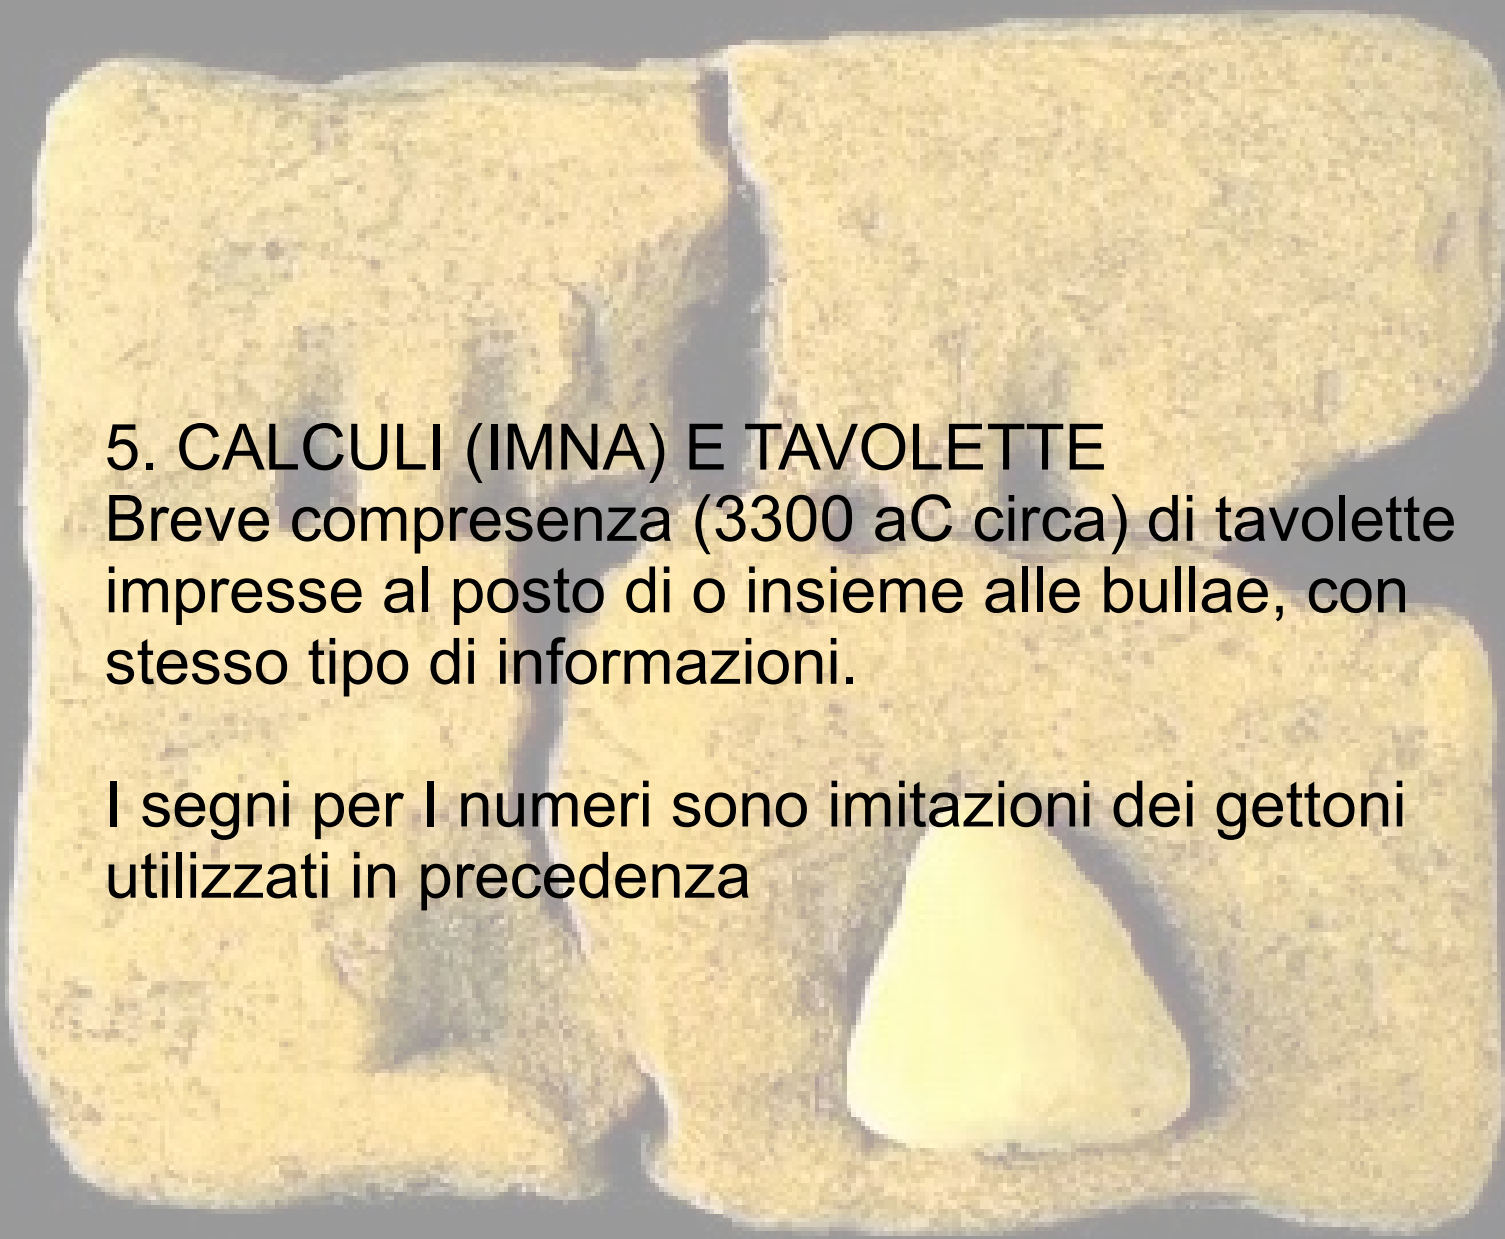 5. CALCULI (IMNA) E TAVOLETTE
Breve compresenza (3300 aC circa) di tavolette
impresse al posto di o insieme alle bullae, con
stesso tipo di informazioni.
I segni per I numeri sono imitazioni dei gettoni
utilizzati in precedenza